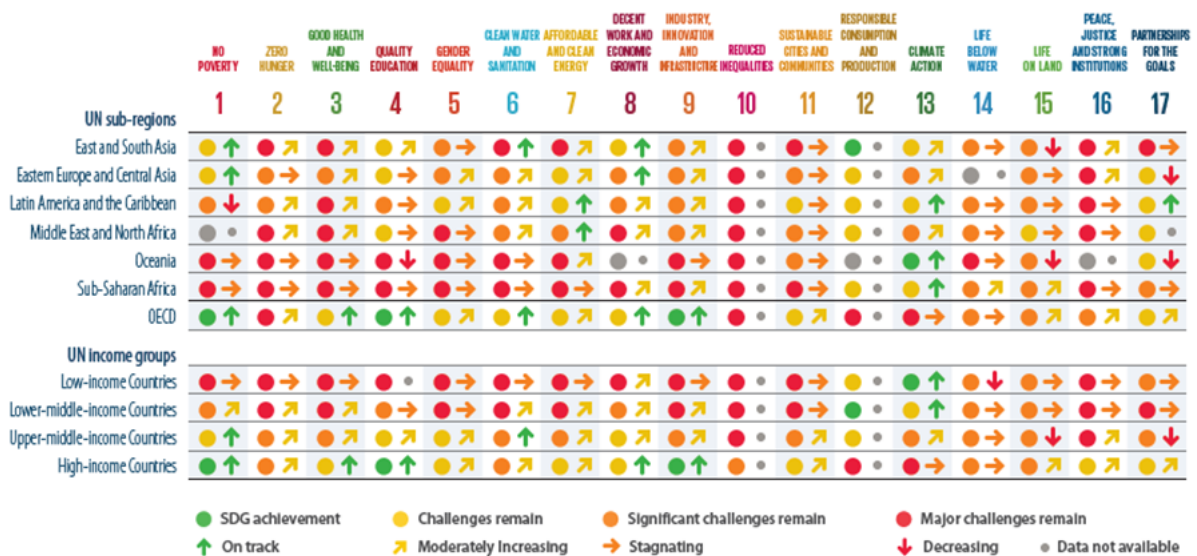 NO POVERTY
ZERO HUNGER
GOOD HEALTH AND WELL-BEING
QUALITY EDUCATION
GENDER EQUALITY
CLEAN WATER AND SANITATION
AFFORDABLE AND CLEAN ENERGY
DECENT WORK AND ECONOMIC GROWTH
INDUSTRY, INNOVATION AND INFRASTRUCTURE
REDUCED INEQUALITIES
SUSTAINABLE CITIES AND COMMUNITIES
RESPONSIBLE CONSUMPTION AND PRODUCTION
CLIMATE ACTION
LIFE BELOW WATER
LIFE ON LAND
PEACE, JUSTICE AND STRONG INSTITUTIONS
PARTNERSHIPS FOR THE GOALS
1 2 3 4 5 6 7 8 9 10 11 12 13 14 15 16 17
UN sub-regions
East and South Asia
Eastern Europe and Central Asia
Latin America and the Caribbean
Middle East and North Africa
Oceania
Sub-Saharan Africa
OECD
UN income groups
Low-income Countries
Lower-middle-income Countries
Upper-middle-income Countries
High-income Countries
SDG achievement Challenges remain Significant challenges remain Major challenges remain
On track Moderately Increasing Stagnating Decreasing Data not available